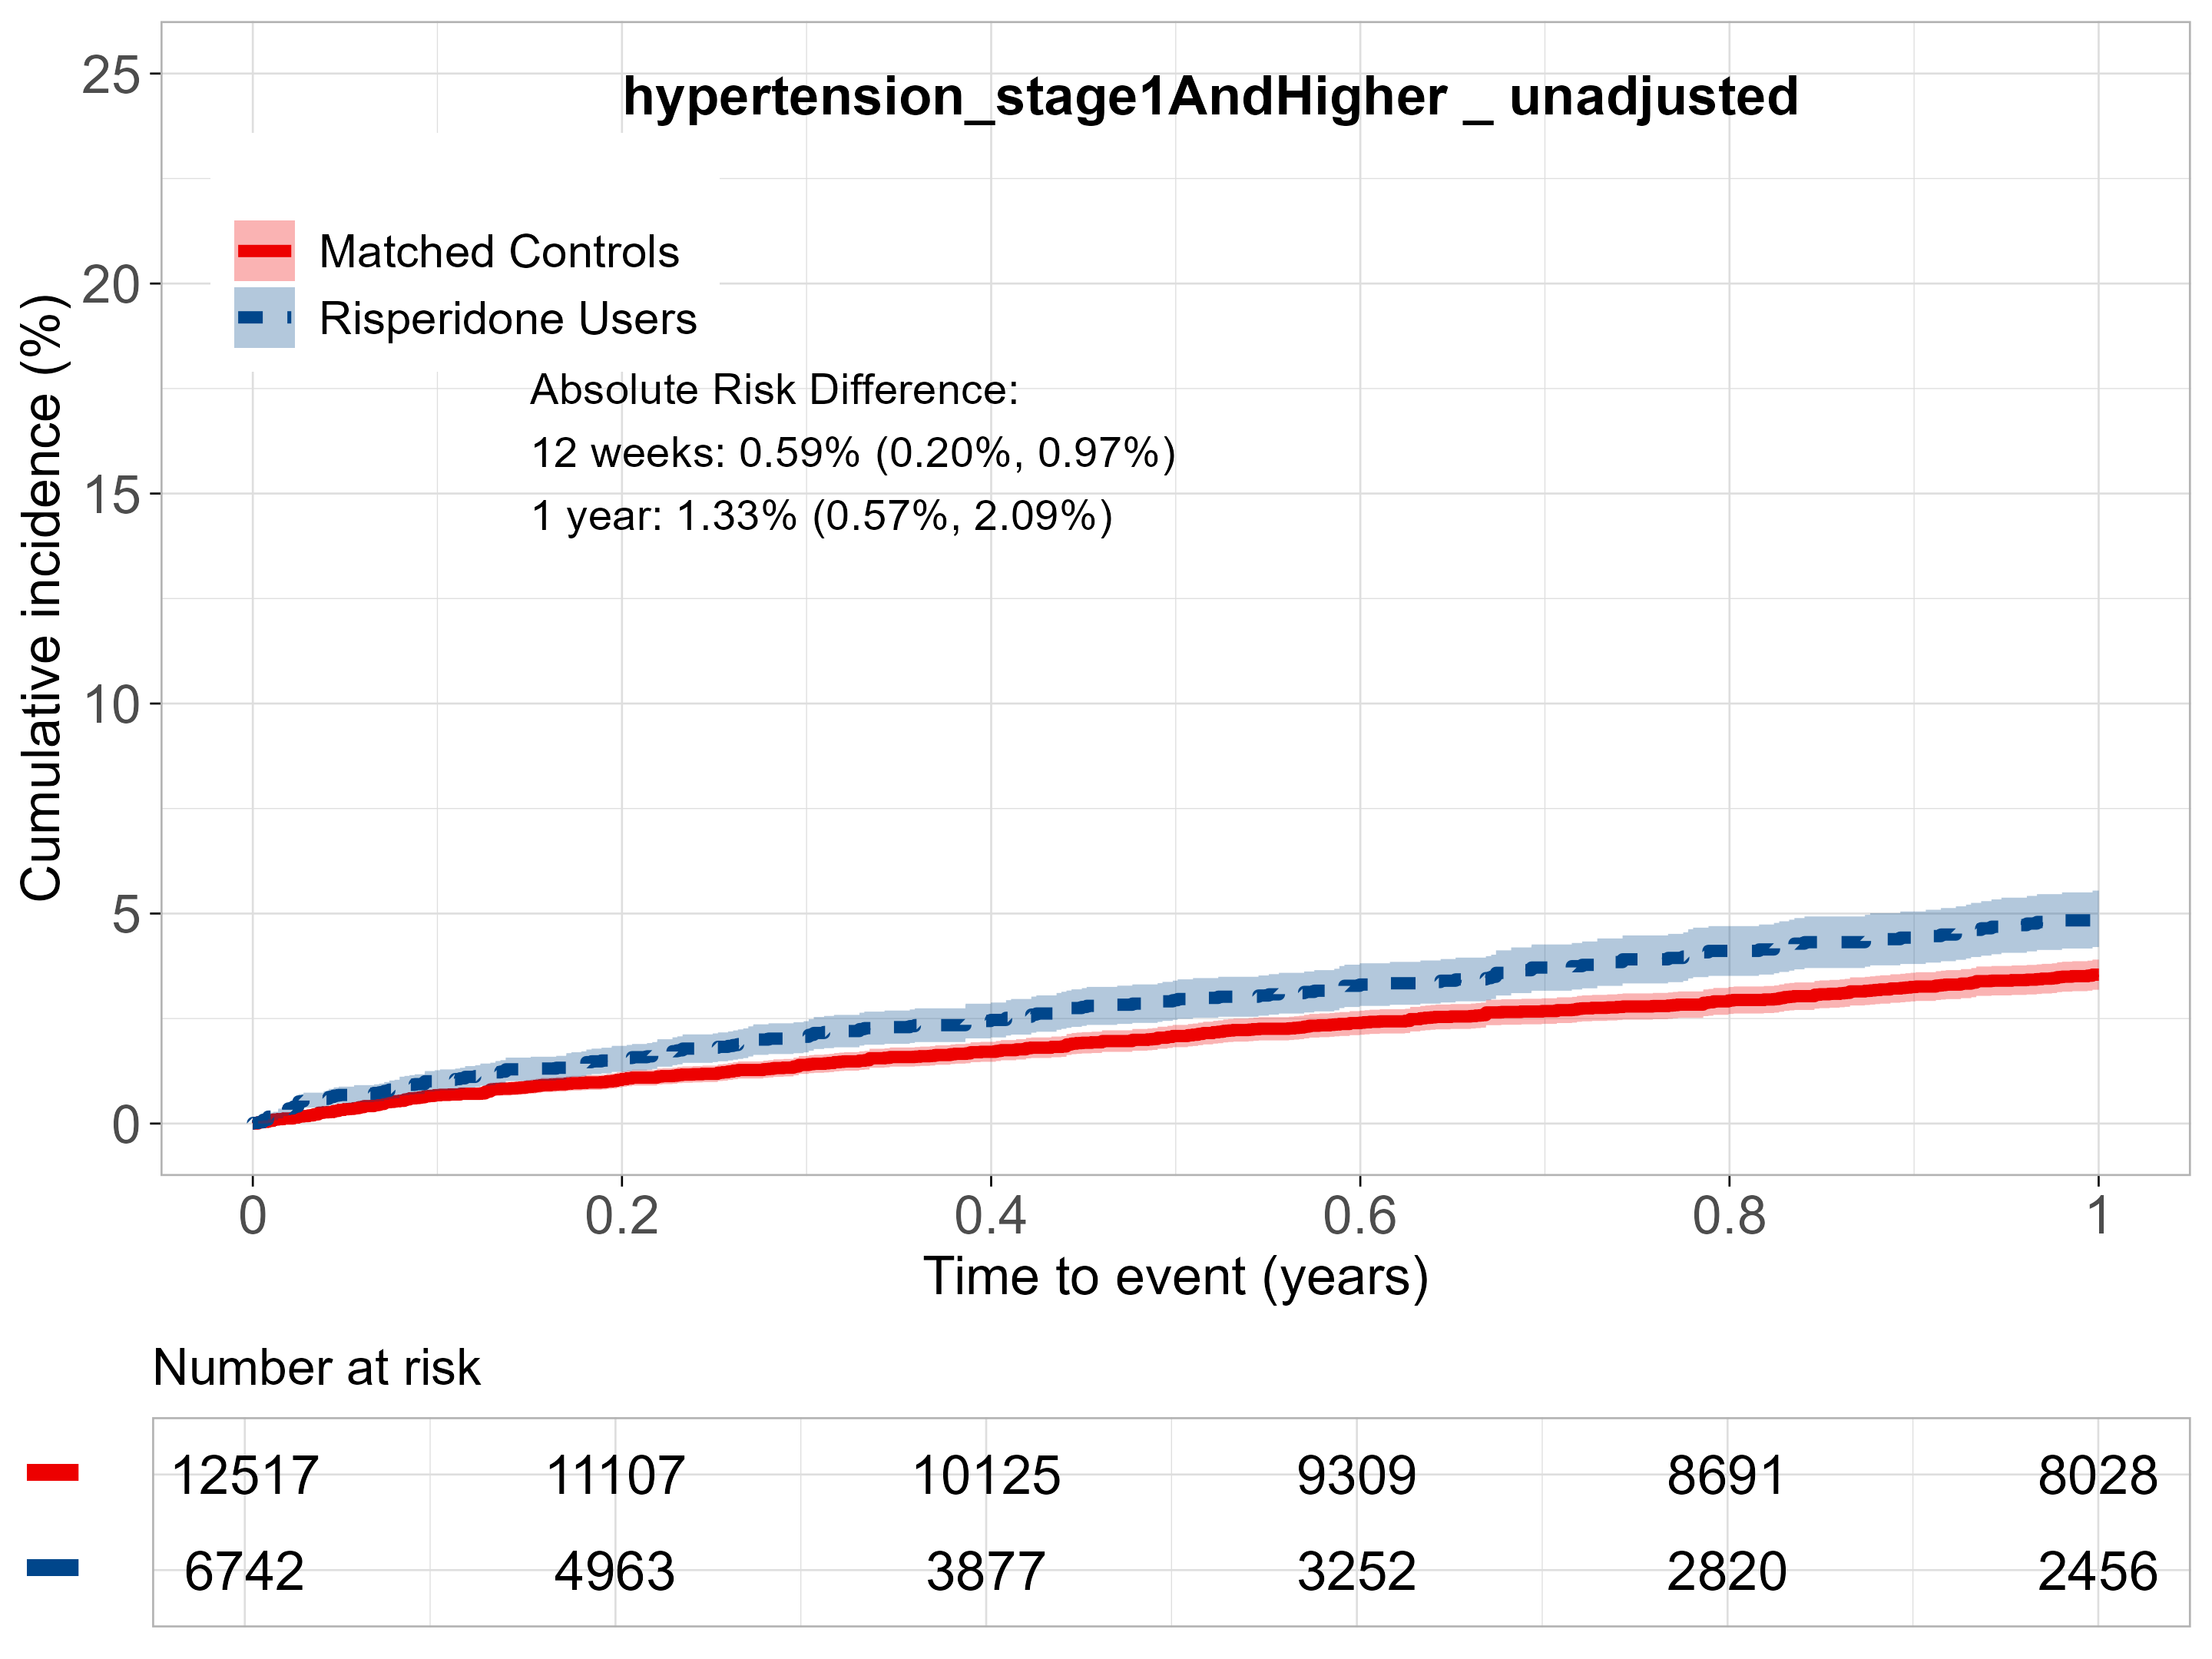 hypertension_stage1AndHigher _ unadjusted
Cumulative incidence (%)
25
20
15
10
5
0
Matched Controls
Risperidone Users
Absolute Risk Difference:
12 weeks: 0.59% (0.20%, 0.97%)
1 year: 1.33% (0.57%, 2.09%)
0 0.2 0.4 0.6 0.8 1
Time to event (years)
Number at risk
12517 11107 10125 9309 8691 8028
6742 4963 3877 3252 2820 2456